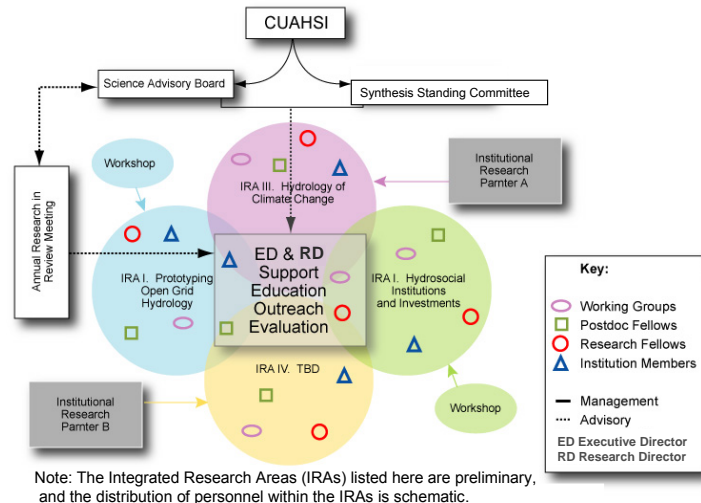 CUAHSI
Science Advisory Board
Synthesis Standing Committee
Workshop
Institutional
Research
Parnter A
Annual Research in
Review Meeting
IRA III. Hydrology of
Climate Change
IRA I. Prototyping
Open Grid
Hydrology
ED & RD
Support
Education
Outreach
Evaluation
IRA I. Hydrosocial
Institutions
and Investments
IRA IV. TBD
Institutional
Research
Parnter B
Workshop
Key:
Working Groups
Postdoc Fellows
Research Fellows
Institution Members
Management
Advisory
ED Executive Director
RD Research Director
Note: The Integrated Research Areas (IRAs) listed here are preliminary,
and the distribution of personnel within the IRAs is schematic.